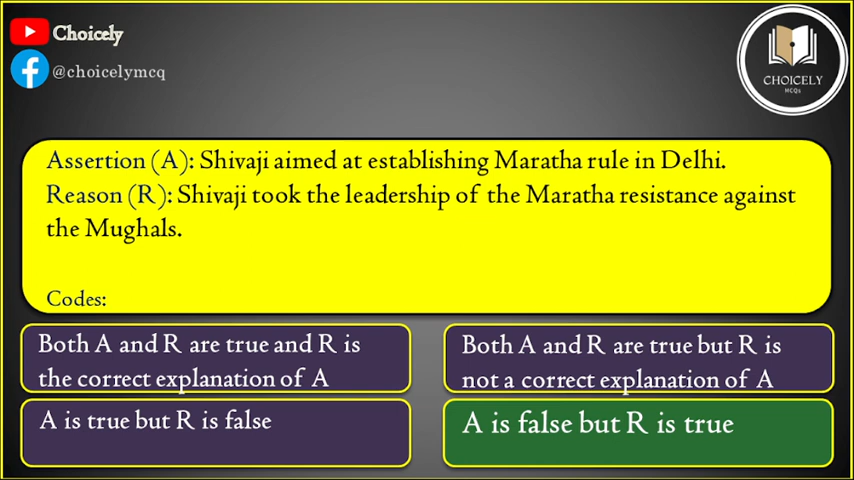 Choicely
@choicelymcq
CHOICELY
MCQs
Assertion (A): Shivaji aimed at establishing Maratha rule in Delhi.
Reason (R): Shivaji took the leadership of the Maratha resistance against
the Mughals.
Codes:
Both A and R are true and R is
the correct explanation of A
Both A and R are true but R is
not a correct explanation of A
A is true but R is false
A is false but R is true